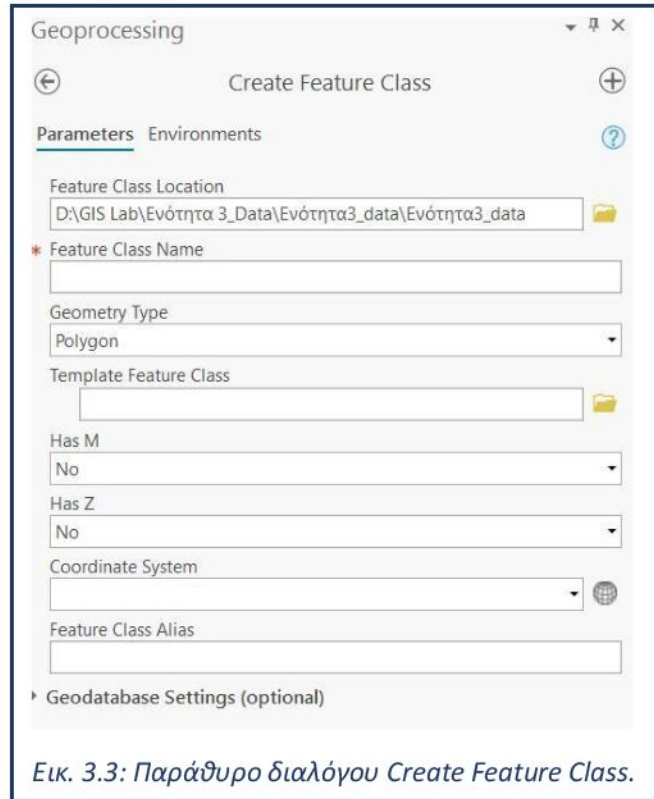 Geoprocessing
Create Feature Class
Parameters Environments
Feature Class Location
D:\GIS Lab\Ενότητα 3_Data\Ενότητα3_data\Ενότητα3_data
* Feature Class Name
Geometry Type
Polygon
Template Feature Class
Has M
No
Has Z
No
Coordinate System
Feature Class Alias
Geodatabase Settings (optional)
Εικ. 3.3: Παράθυρο διαλόγου Create Feature Class.